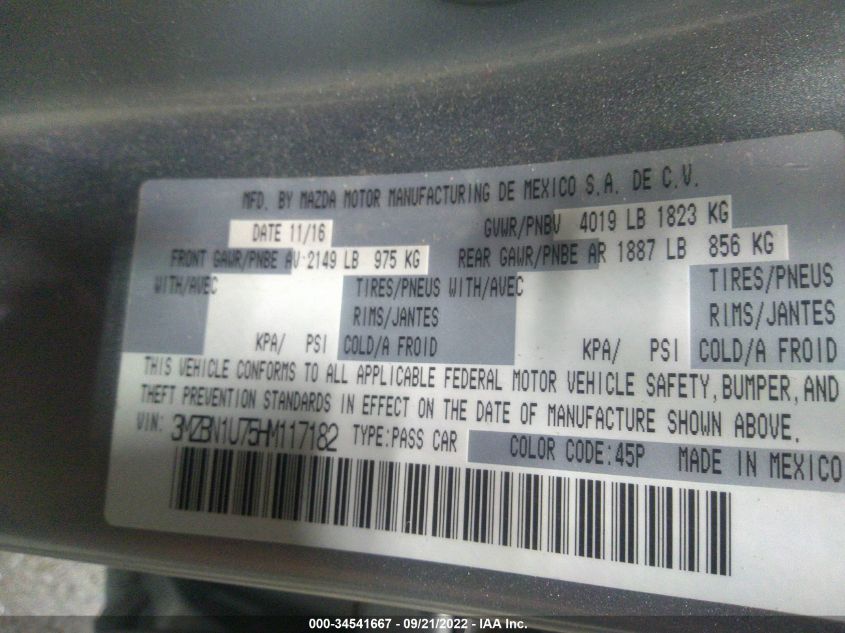 MFD. BY MAZDA MOTOR MANUFACTURING DE MEXICO S.A. DE C.V.
DATE 11/16 GVWR/PNBV 4019 LB 1823 KG
FRONT GAWR/PNBE AV 2149 LB 975 KG REAR GAWR/PNBE AR 1887 LB 856 KG
WITH/AVEC TIRES/PNEUS WITH/AVEC TIRES/PNEUS
RIMS/JANTES RIMS/JANTES
KPA/ PSI COLD/A FROID KPA/ PSI COLD/A FROID
THIS VEHICLE CONFORMS TO ALL APPLICABLE FEDERAL MOTOR VEHICLE SAFETY, BUMPER, AND
THEFT PREVENTION STANDARDS IN EFFECT ON THE DATE OF MANUFACTURE SHOWN ABOVE.
VIN: 3MZBN1U75HM117182 TYPE:PASS CAR COLOR CODE:45P MADE IN MEXICO
000-34541667 - 09/21/2022 - IAA Inc.